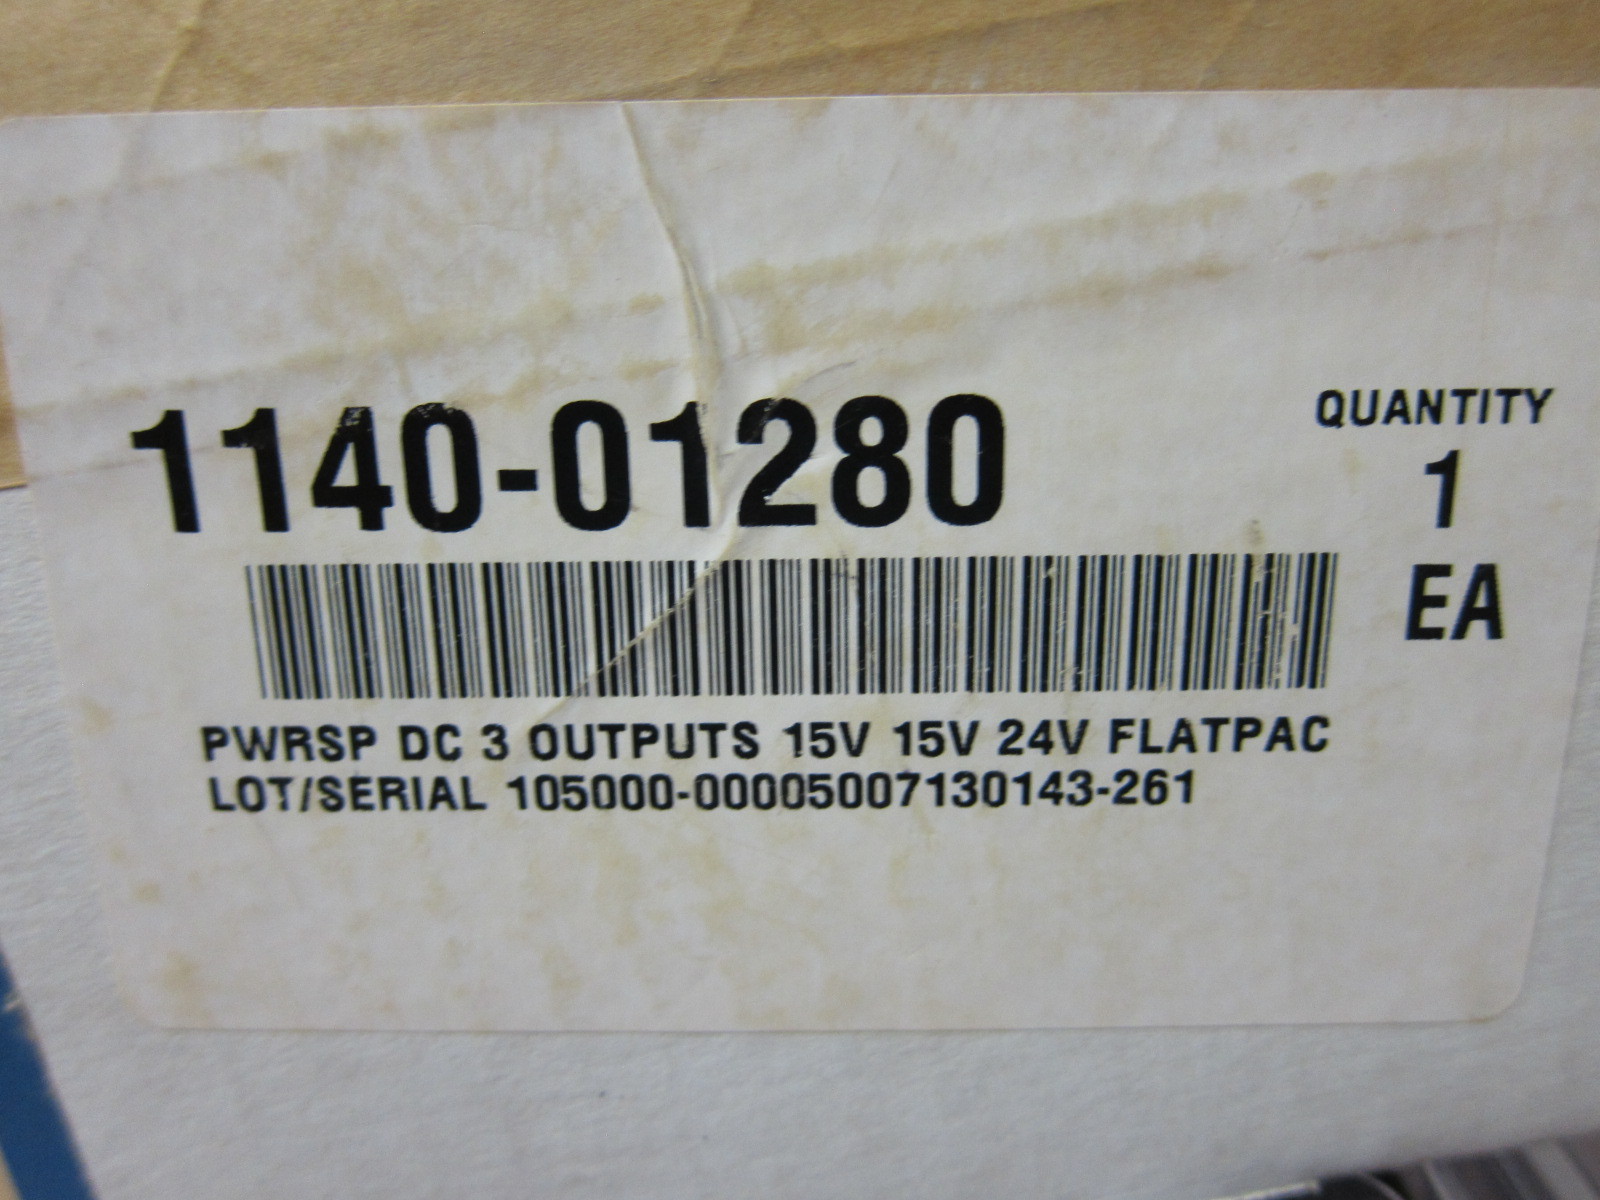 1140-01280
QUANTITY
1
EA
PWRSP DC 3 OUTPUTS 15V 15V 24V FLATPAC
LOT/SERIAL 105000-00005007130143-261